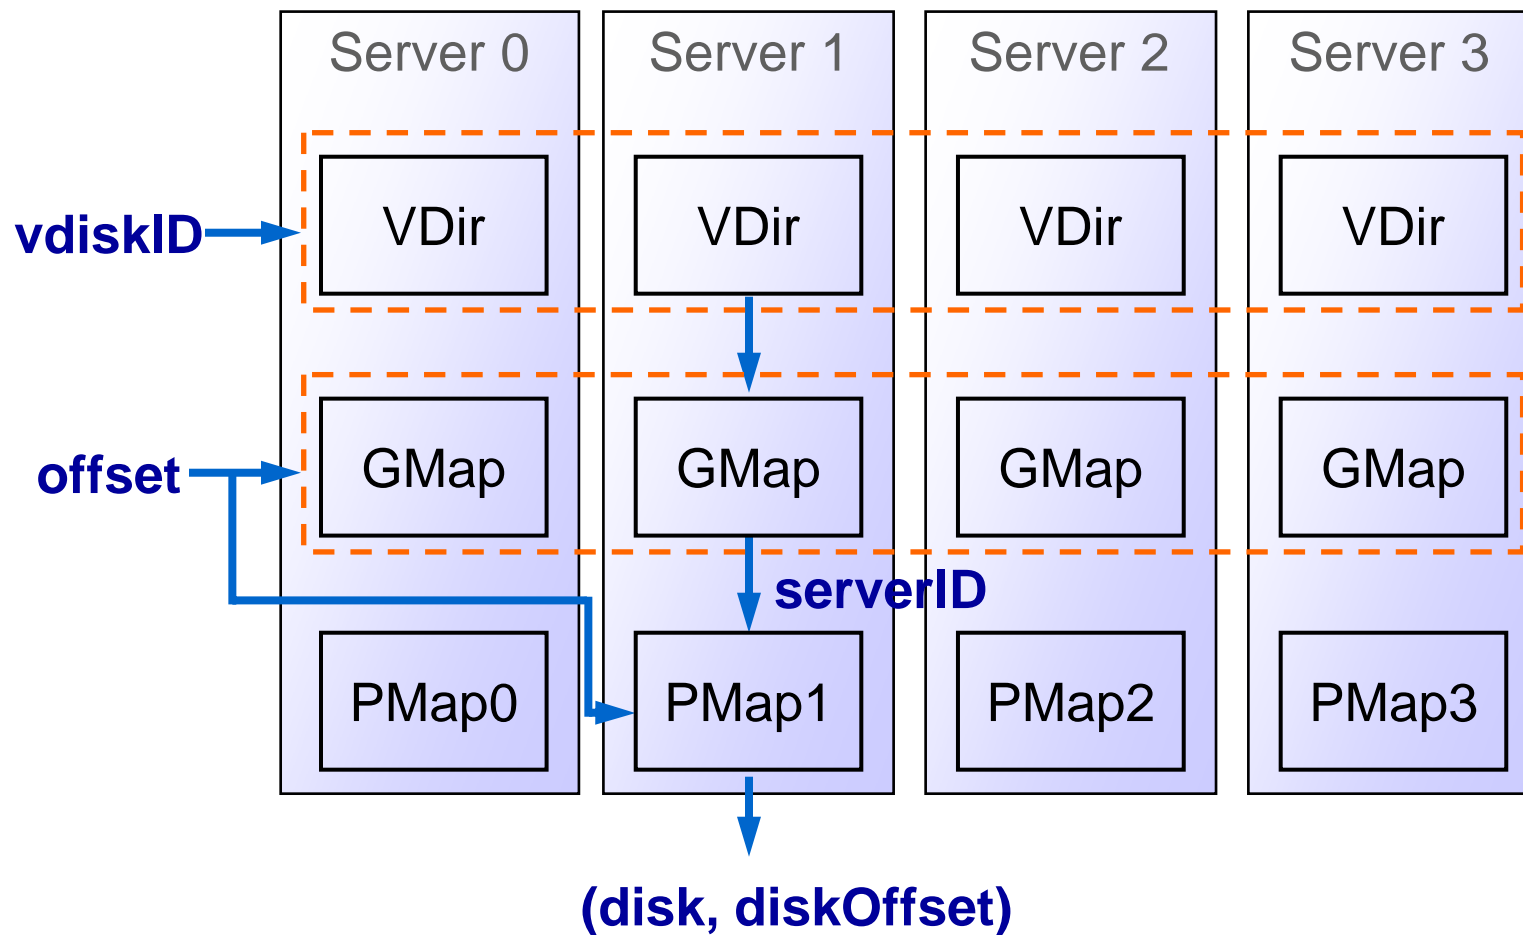 Server 0 Server 1 Server 2 Server 3
vdiskID VDir VDir VDir VDir
offset GMap GMap GMap GMap
serverID
PMap0 PMap1 PMap2 PMap3
(disk, diskOffset)